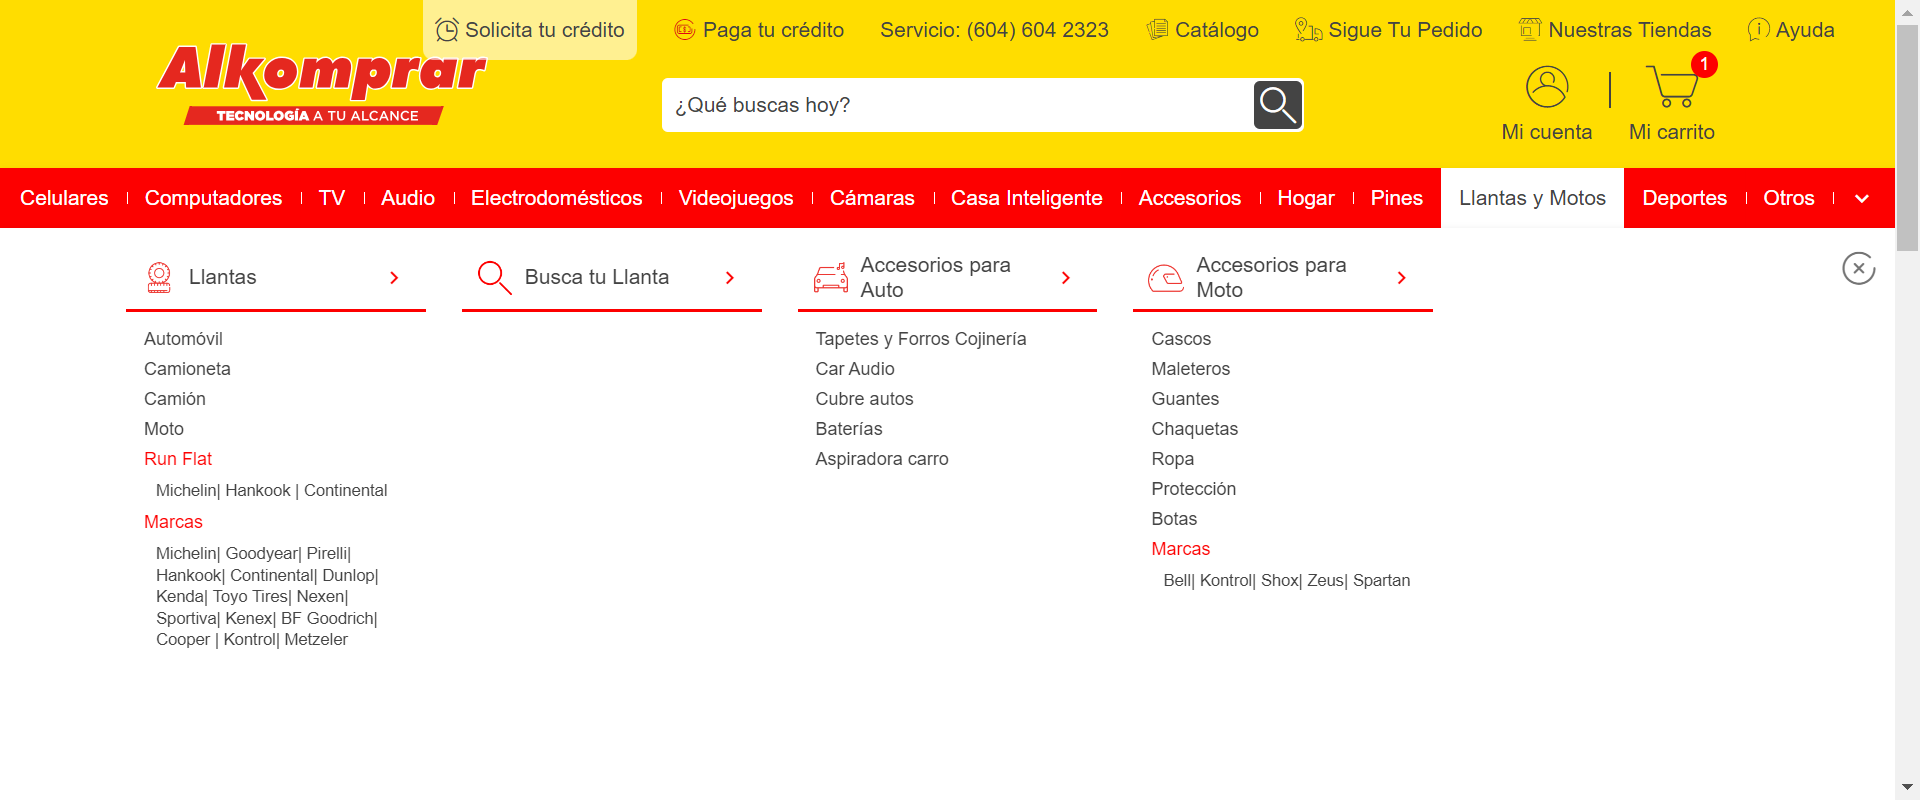 Solicita tu crédito
Paga tu crédito
Servicio: (604) 604 2323
Catálogo
Sigue Tu Pedido
Nuestras Tiendas
Ayuda
Alkomprar
TECNOLOGÍA A TU ALCANCE
¿Qué buscas hoy?
1
Mi cuenta
Mi carrito
Celulares
Computadores
TV
Audio
Electrodomésticos
Videojuegos
Cámaras
Casa Inteligente
Accesorios
Hogar
Pines
Llantas y Motos
Deportes
Otros
Llantas
Automóvil
Camioneta
Camión
Moto
Run Flat
Michelin| Hankook | Continental
Marcas
Michelin| Goodyear| Pirelli|
Hankook| Continental| Dunlop|
Kenda| Toyo Tires| Nexen|
Sportiva| Kenex| BF Goodrich|
Cooper | Kontrol| Metzeler
Busca tu Llanta
Accesorios para
Auto
Tapetes y Forros Cojinería
Car Audio
Cubre autos
Baterías
Aspiradora carro
Accesorios para
Moto
Cascos
Maleteros
Guantes
Chaquetas
Ropa
Protección
Botas
Marcas
Bell| Kontrol| Shox| Zeus| Spartan